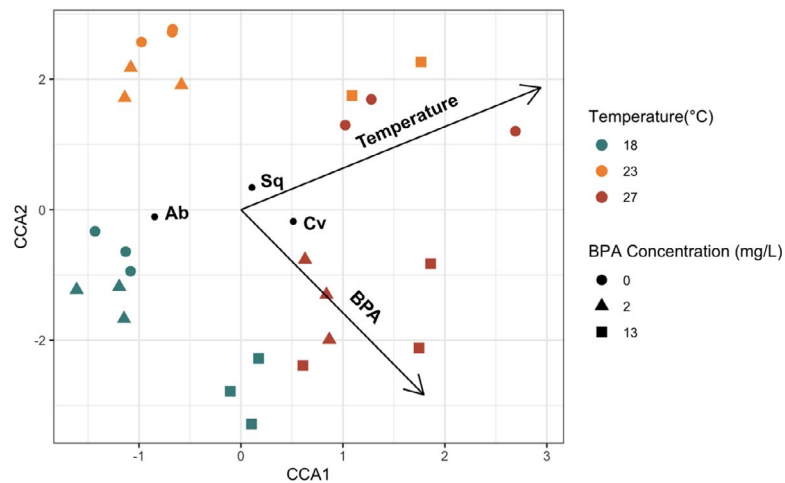 2
0
-2
CCA2
-1
0
1
2
3
CCA1
Temperature
Sq
Ab
Cv
BPA
Temperature(°C)
18
23
27
BPA Concentration (mg/L)
0
2
13